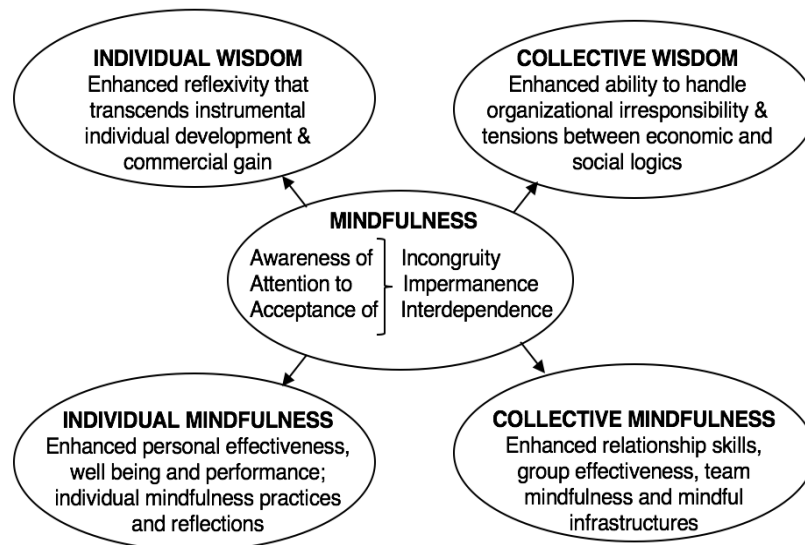 INDIVIDUAL WISDOM
Enhanced reflexivity that
transcends instrumental
individual development &
commercial gain
COLLECTIVE WISDOM
Enhanced ability to handle
organizational irresponsibility &
tensions between economic and
social logics
MINDFULNESS
Awareness of Incongruity
Attention to Impermanence
Acceptance of Interdependence
INDIVIDUAL MINDFULNESS
Enhanced personal effectiveness,
well being and performance;
individual mindfulness practices
and reflections
COLLECTIVE MINDFULNESS
Enhanced relationship skills,
group effectiveness, team
mindfulness and mindful
infrastructures